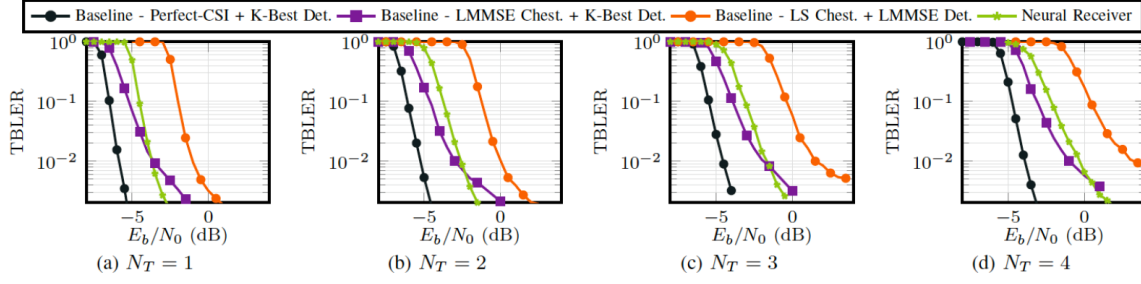 Baseline - Perfect-CSI + K-Best Det. Baseline - LMMSE Chest. + K-Best Det. Baseline - LS Chest. + LMMSE Det. Neural Receiver
10^0 10^0 10^0 10^0
10^-1 10^-1 10^-1 10^-1
10^-2 10^-2 10^-2 10^-2
TBLER TBLER TBLER TBLER
−5 0 −5 0 −5 0 −5 0
E_b/N_0 (dB) E_b/N_0 (dB) E_b/N_0 (dB) E_b/N_0 (dB)
(a) N_T = 1 (b) N_T = 2 (c) N_T = 3 (d) N_T = 4